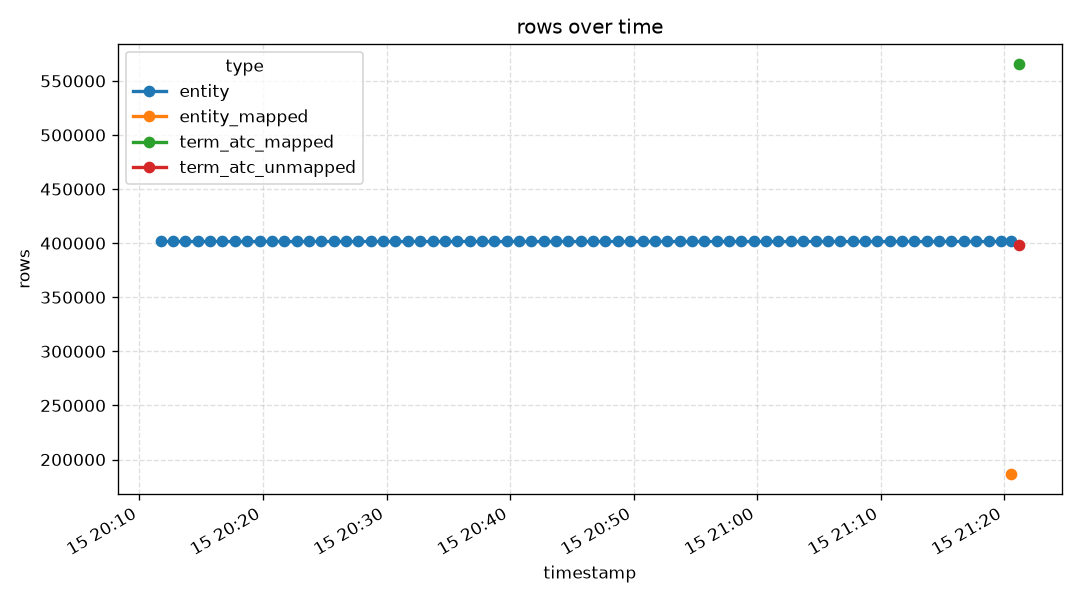 rows over time
type
entity
entity_mapped
term_atc_mapped
term_atc_unmapped
rows
550000
500000
450000
400000
350000
300000
250000
200000
15 20:10
15 20:20
15 20:30
15 20:40
15 20:50
15 21:00
15 21:10
15 21:20
timestamp